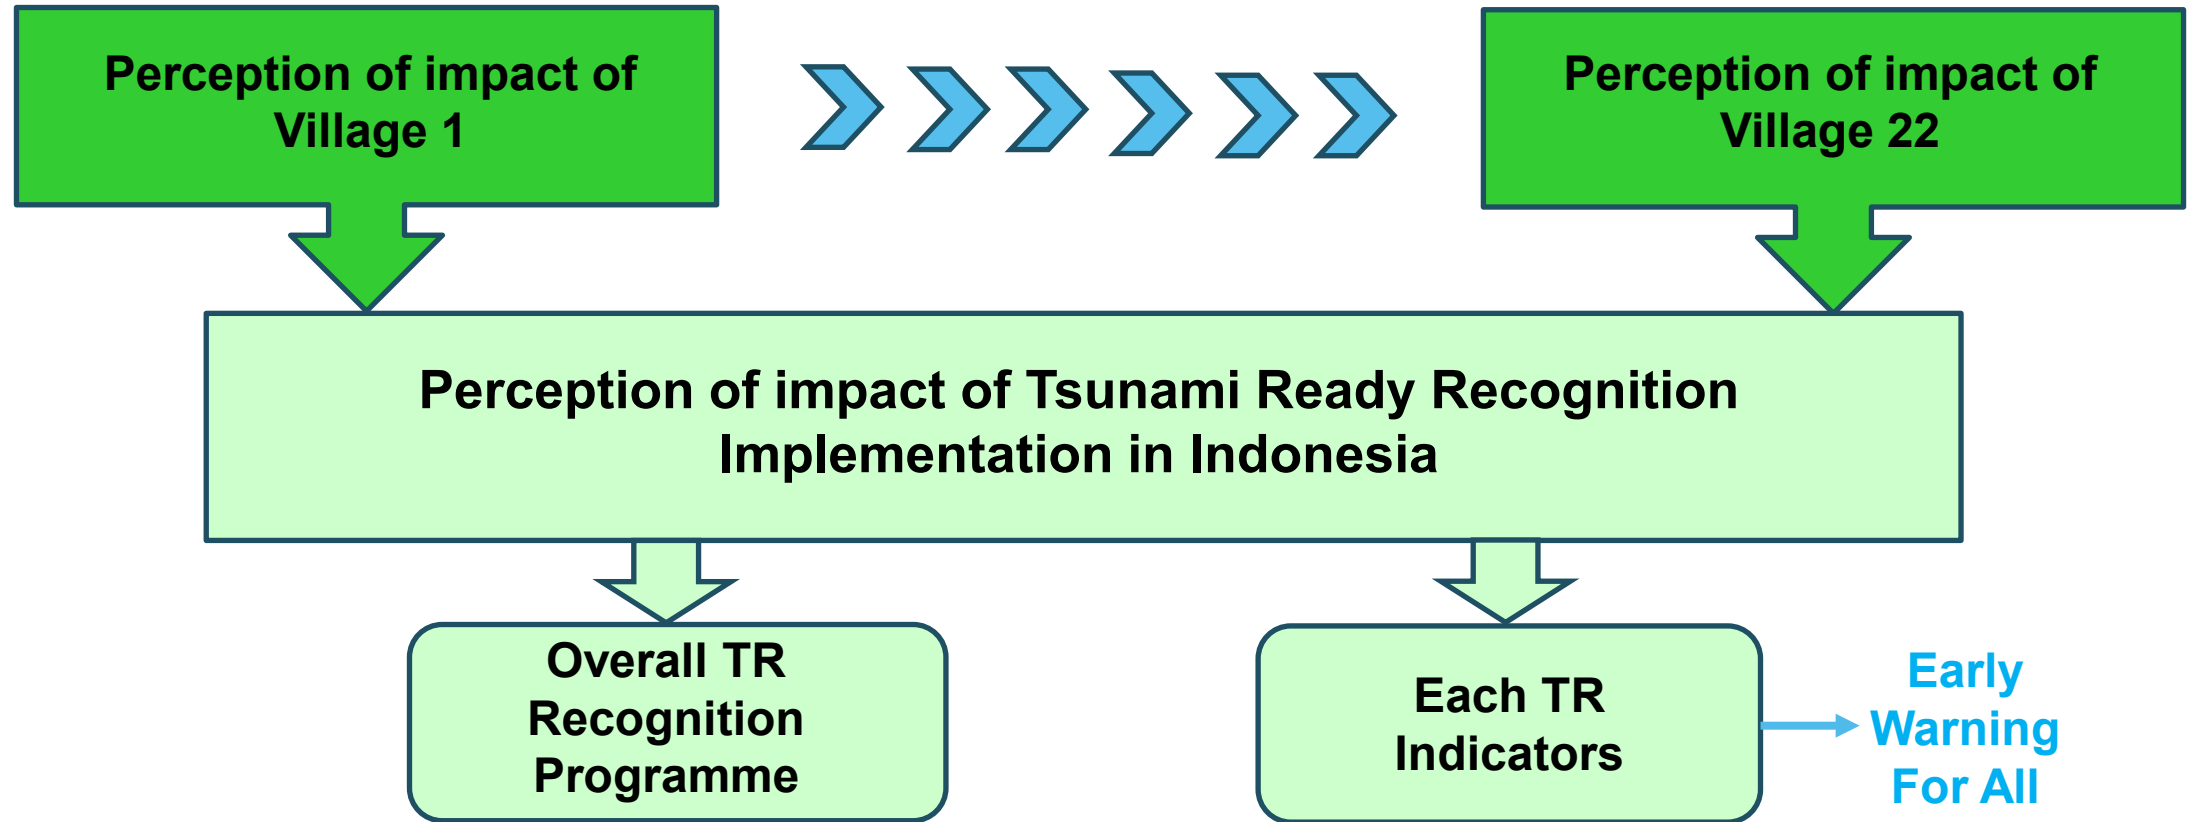 Perception of impact of
Village 1
Perception of impact of
Village 22
Perception of impact of Tsunami Ready Recognition
Implementation in Indonesia
Overall TR
Recognition
Programme
Each TR
Indicators
Early
Warning
For All